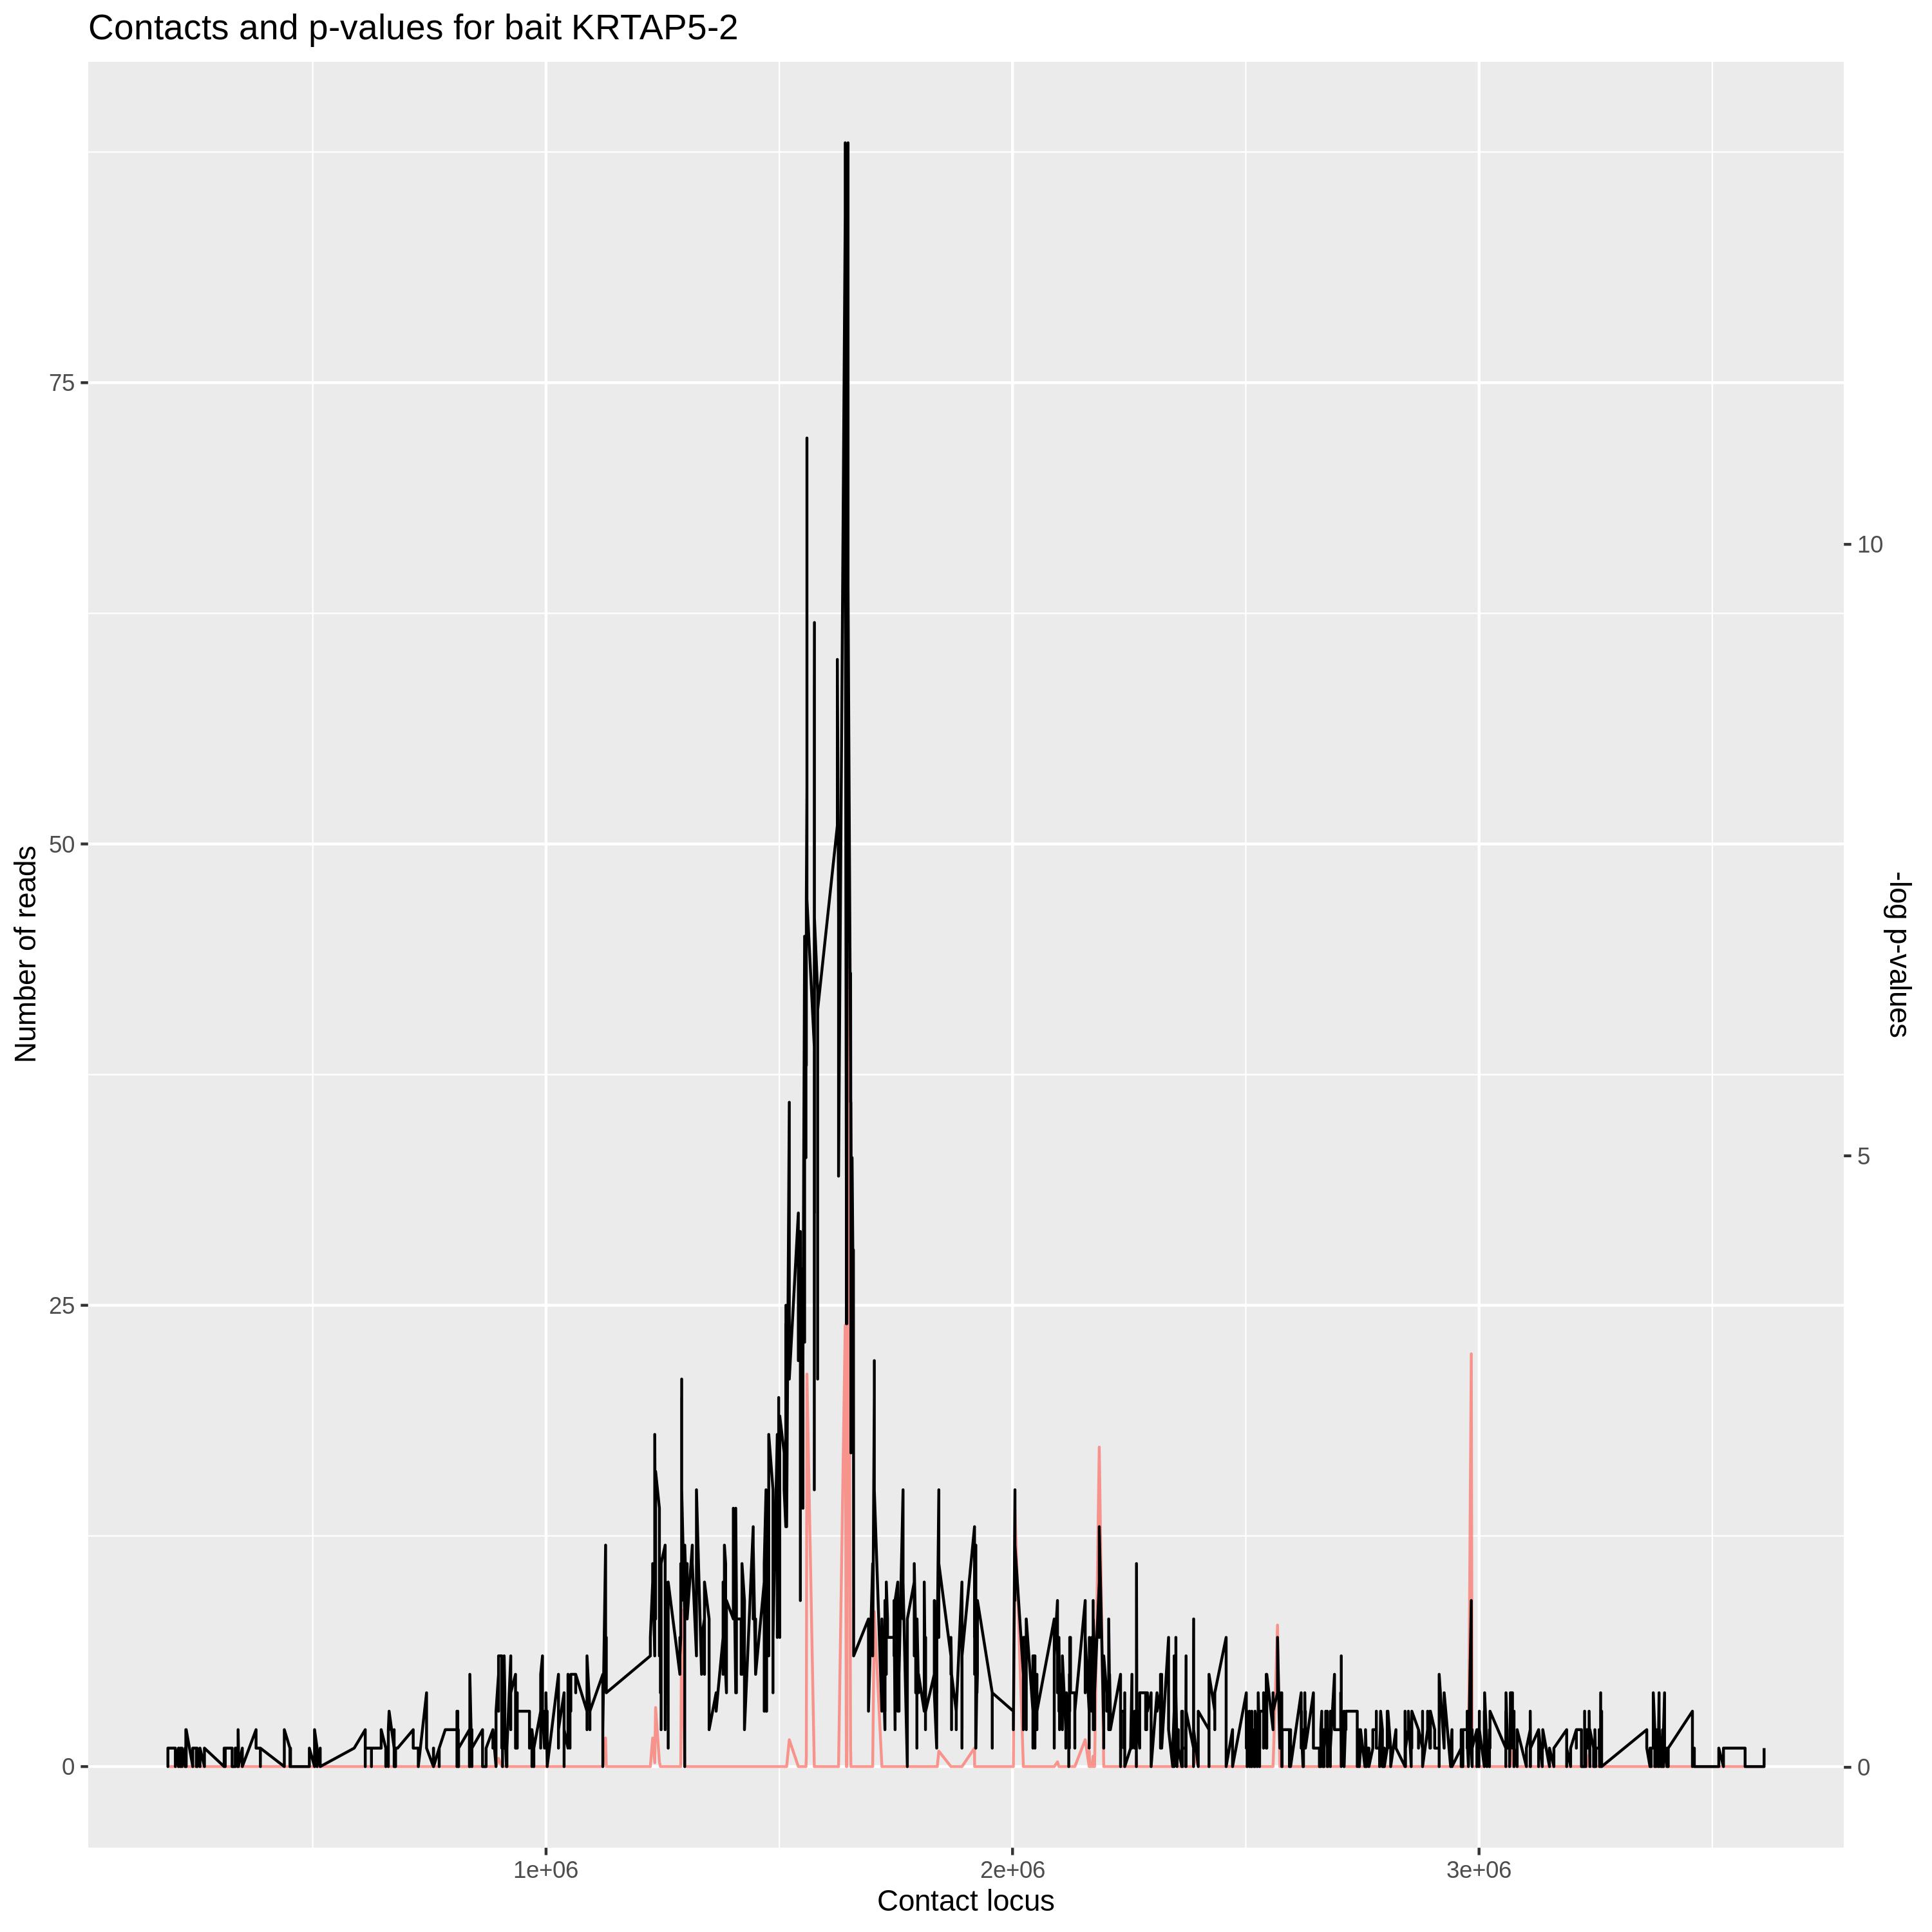 Contacts and p-values for bait KRTAP5-2
75
50
25
0
10
5
0
Number of reads
-log p-values
1e+06
2e+06
3e+06
Contact locus